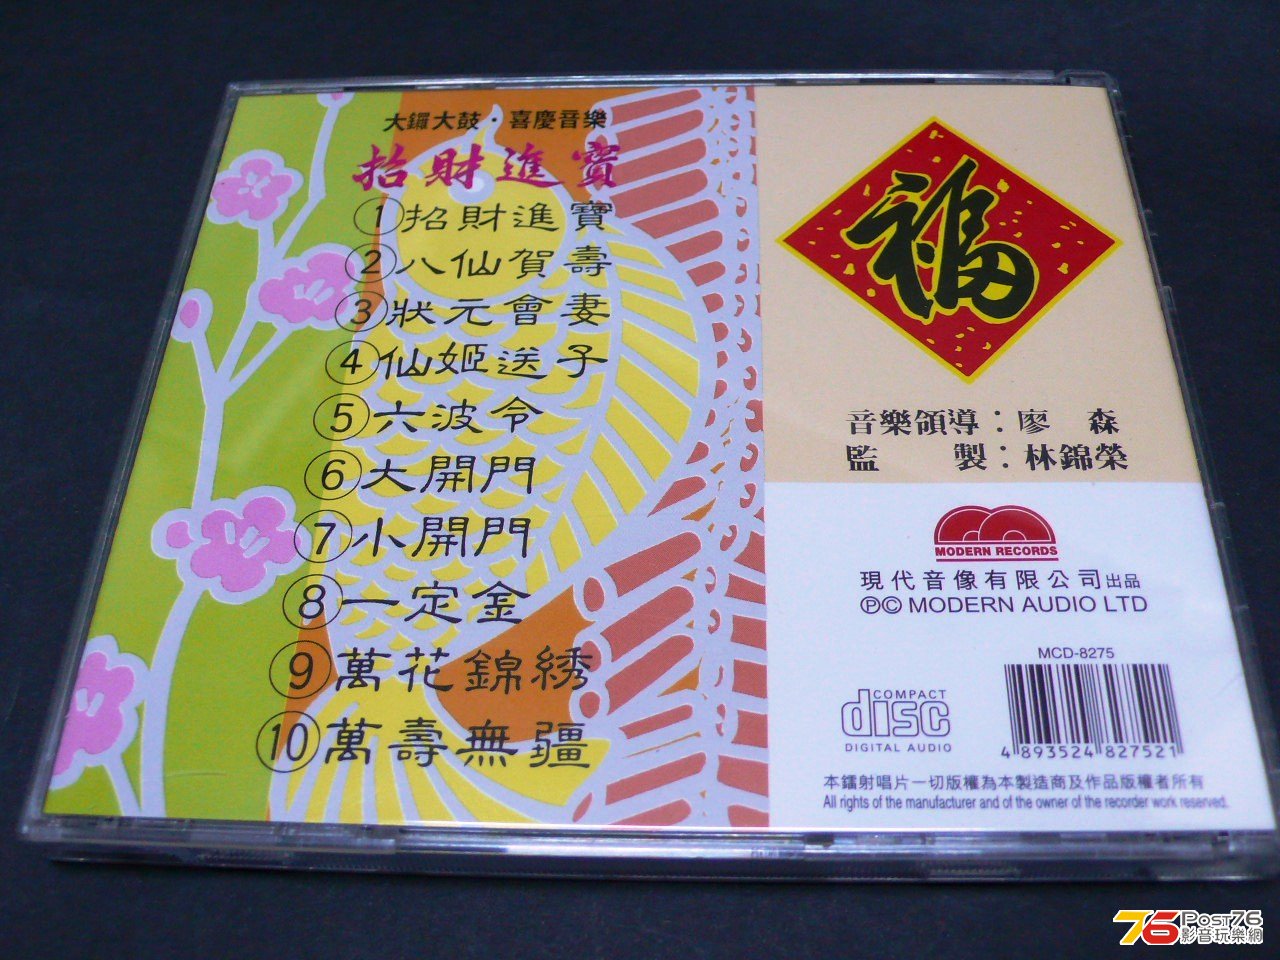 大鑼大鼓·喜慶音樂
招財進寶
①招財進寶
②八仙賀壽
③狀元會妻
④仙姬送子
⑤六波令
⑥大開門
⑦小開門
⑧一定金
⑨萬花錦綉
⑩萬壽無疆
福
音樂領導：廖 森
監 製：林錦榮
MODERN RECORDS
現代音像有限公司出品
℗© MODERN AUDIO LTD
MCD-8275
COMPACT
disc
DIGITAL AUDIO
4 893524 827521
本鐳射唱片一切版權為本製造商及作品版權者所有
All rights of the manufacturer and of the owner of the recorder work reserved.
76 POST76
影音玩樂網